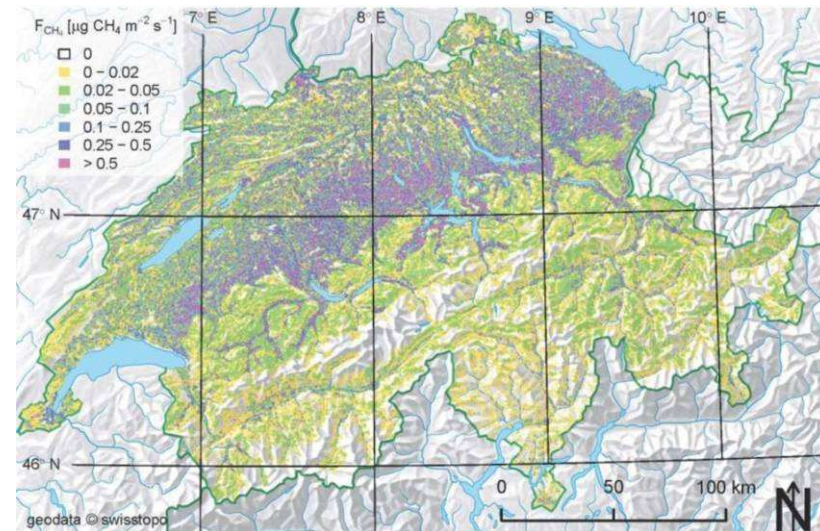 F_CH₄ [µg CH4 m⁻² s⁻¹]
0
0 – 0.02
0.02 – 0.05
0.05 – 0.1
0.1 – 0.25
0.25 – 0.5
> 0.5
7° E
8° E
9° E
10° E
47° N
46° N
0 50 100 km
N
geodata © swisstopo